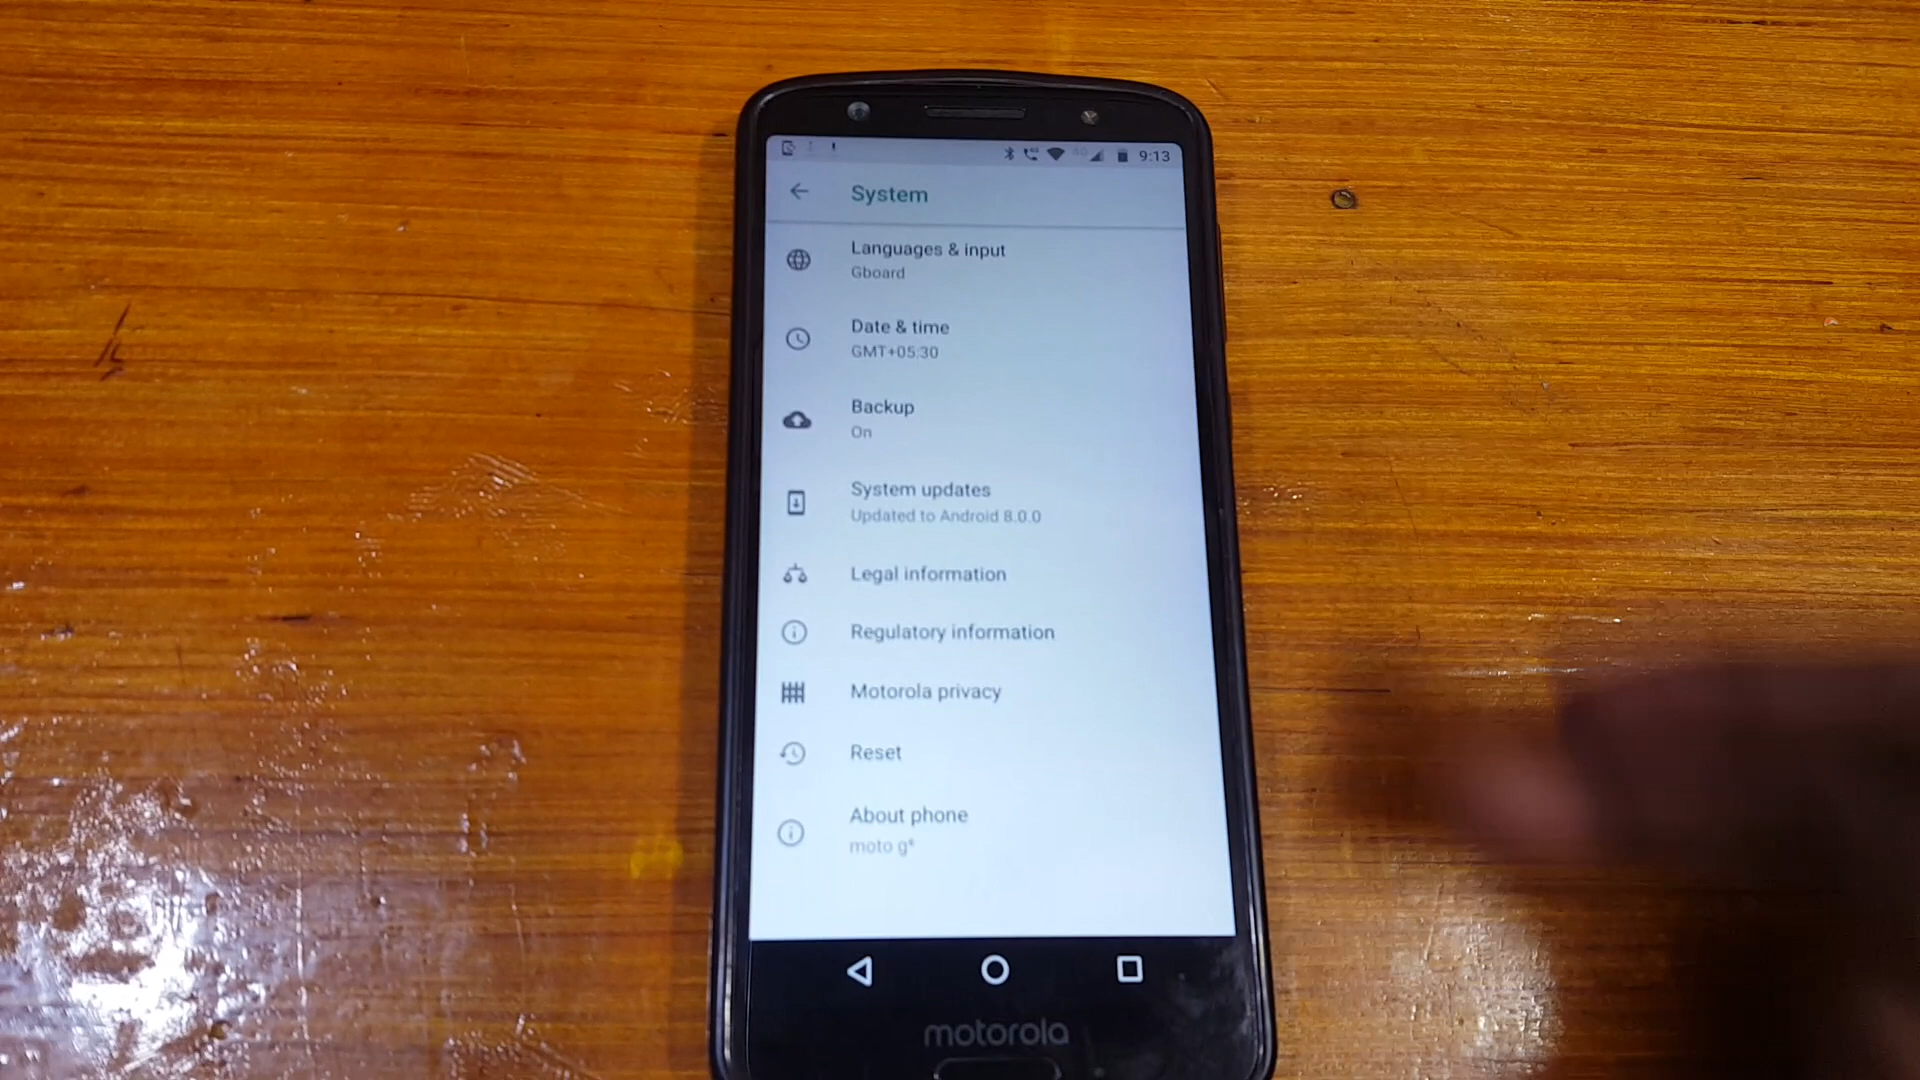 9:13
System
Languages & input
Gboard
Date & time
GMT+05:30
Backup
On
System updates
Updated to Android 8.0.0
Legal information
Regulatory information
Motorola privacy
Reset
About phone
moto g⁶
motorola